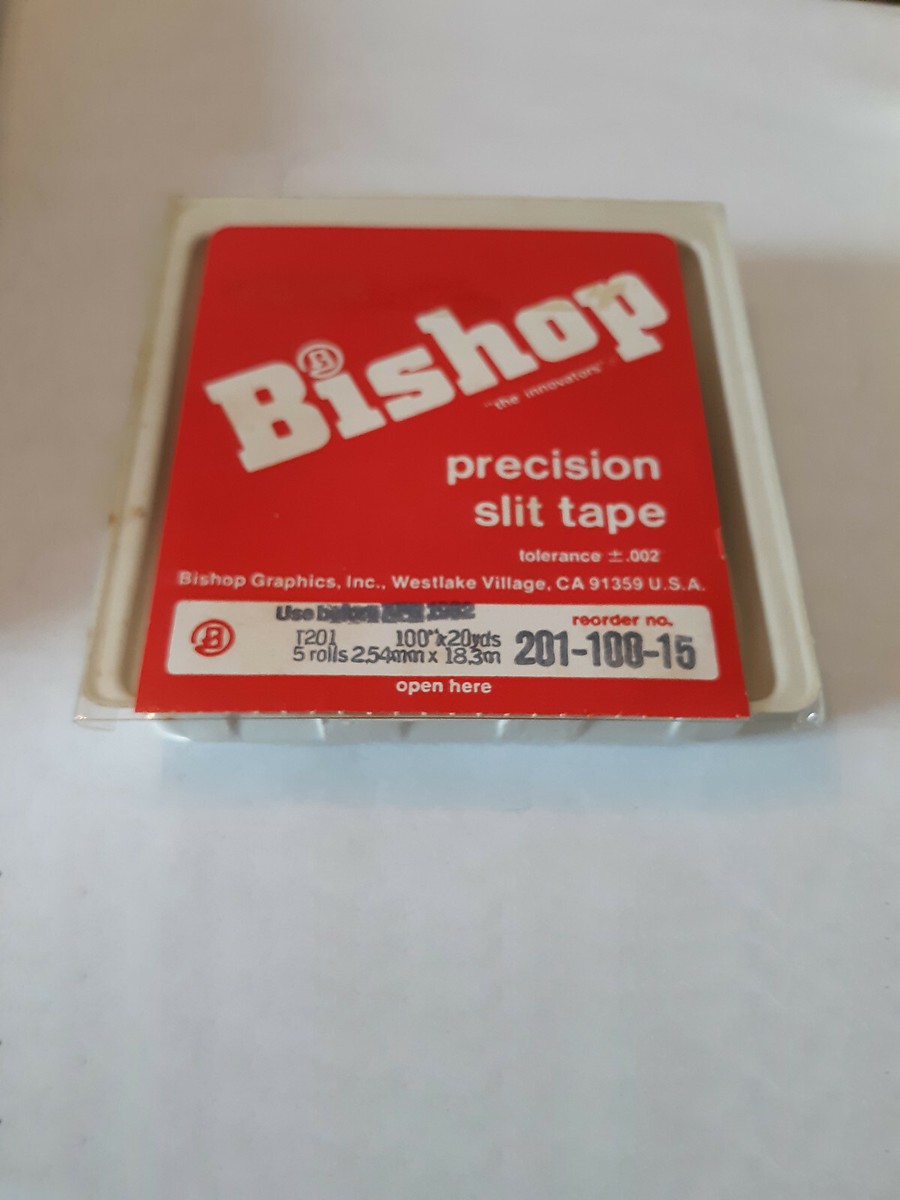 Bishop
B
"the innovators"
precision
slit tape
tolerance ±.002
Bishop Graphics, Inc., Westlake Village, CA 91359 U.S.A.
B
Use 1982
reorder no.
T201 100"x20yds
5 rolls 2.54mm x 18.3m
201-100-15
open here